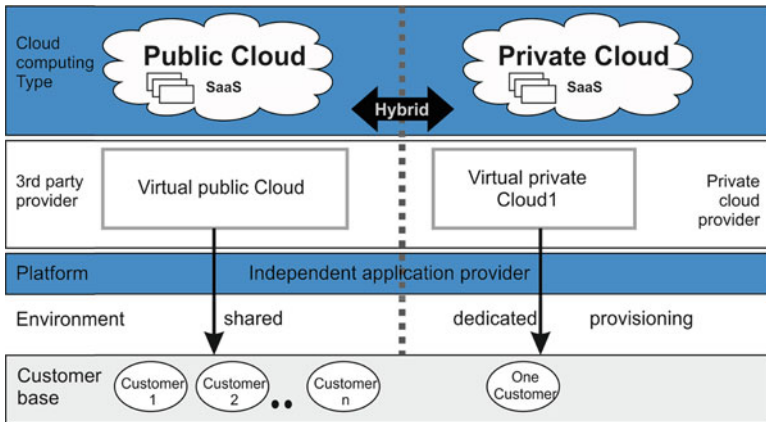 Cloud
computing
Type
Public Cloud
SaaS
Private Cloud
SaaS
Hybrid
3rd party
provider
Virtual public Cloud
Virtual private
Cloud1
Private
cloud
provider
Platform
Independent application provider
Environment
shared
dedicated
provisioning
Customer
base
Customer
1
Customer
2
..
Customer
n
One
Customer